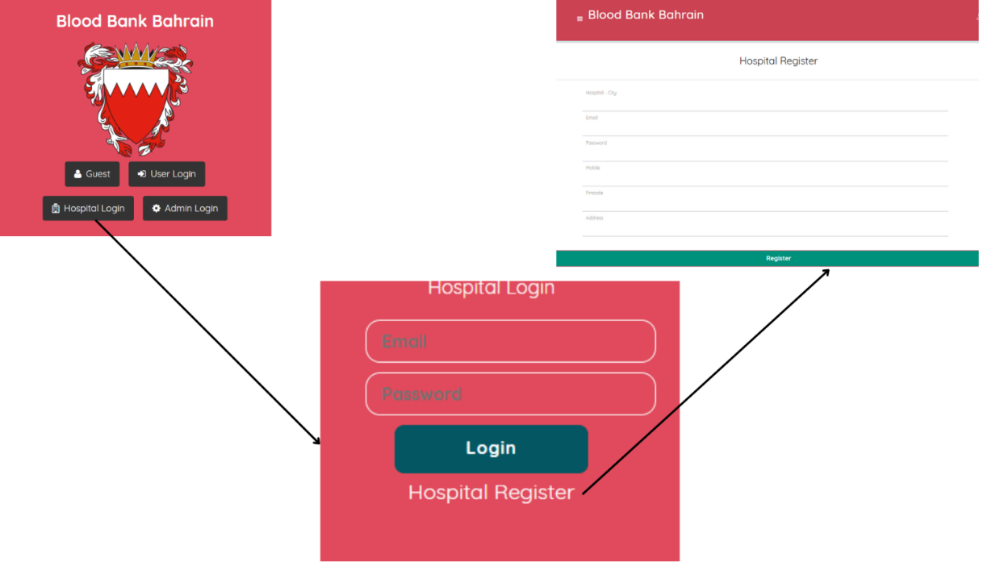 Blood Bank Bahrain
Guest
User Login
Hospital Login
Admin Login
Blood Bank Bahrain
Hospital Register
Hospital - City
Email
Password
Mobile
Pincode
Address
Register
Hospital Login
Email
Password
Login
Hospital Register